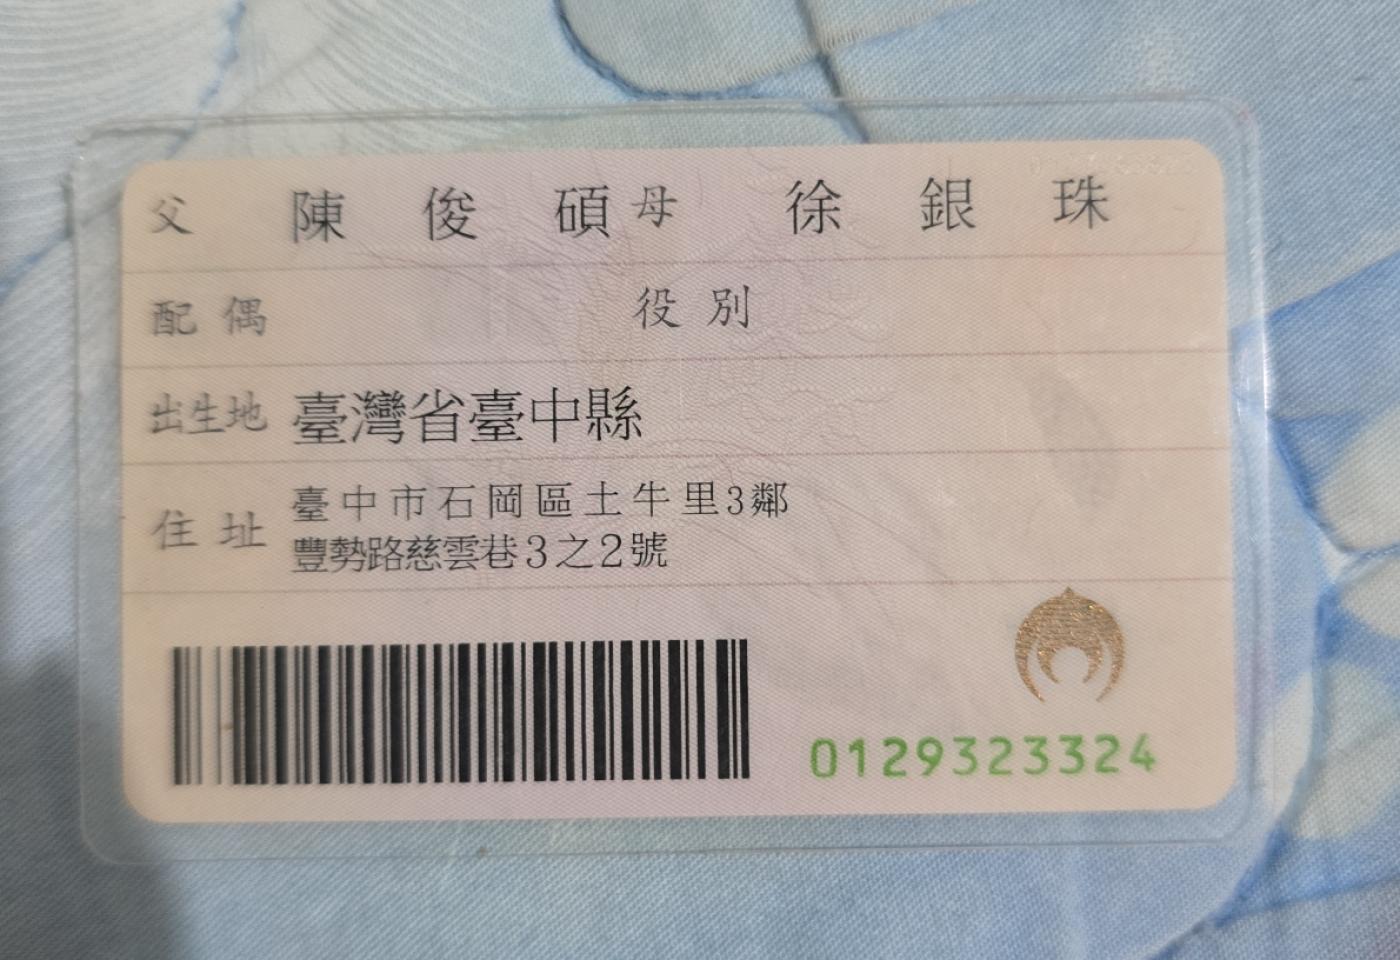 父 陳俊碩 母 徐銀珠
配偶 役別
出生地 臺灣省臺中縣
住址 臺中市石岡區土牛里3鄰
豐勢路慈雲巷3之2號
0129323324